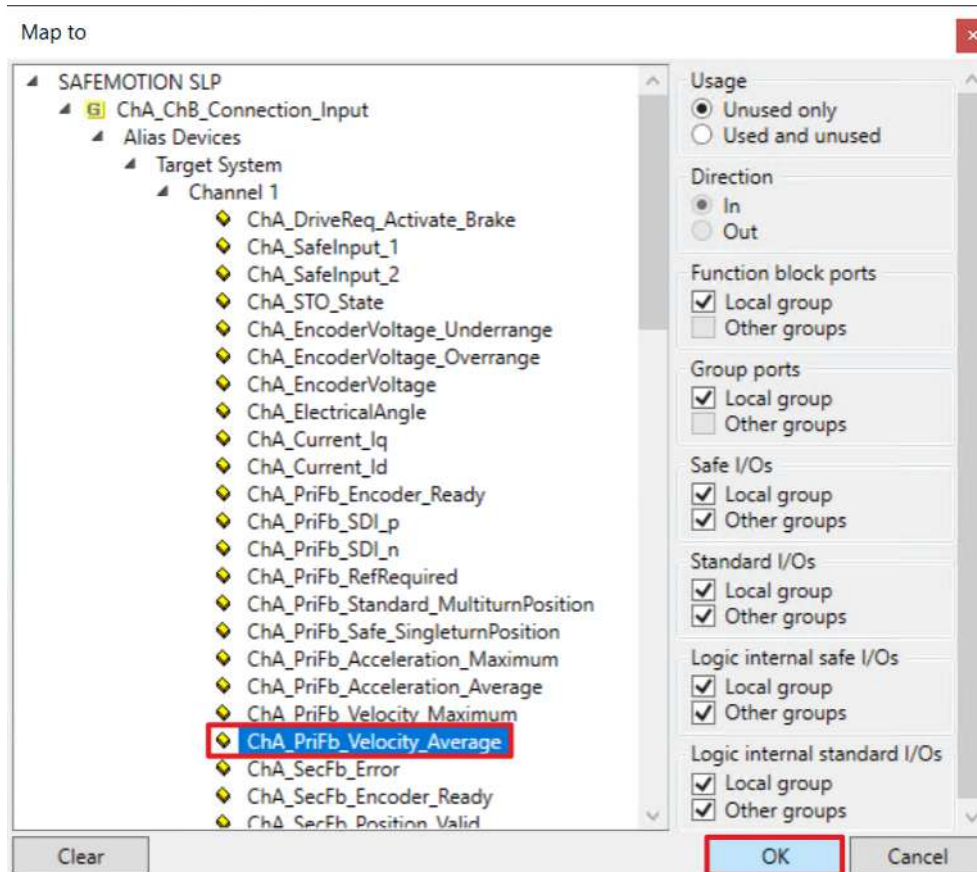 Map to
SAFEMOTION SLP
ChA_ChB_Connection_Input
Alias Devices
Target System
Channel 1
ChA_DriveReq_Activate_Brake
ChA_SafeInput_1
ChA_SafeInput_2
ChA_STO_State
ChA_EncoderVoltage_Underrange
ChA_EncoderVoltage_Overrange
ChA_EncoderVoltage
ChA_ElectricalAngle
ChA_Current_Iq
ChA_Current_Id
ChA_PriFb_Encoder_Ready
ChA_PriFb_SDI_p
ChA_PriFb_SDI_n
ChA_PriFb_RefRequired
ChA_PriFb_Standard_MultiturnPosition
ChA_PriFb_Safe_SingleturnPosition
ChA_PriFb_Acceleration_Maximum
ChA_PriFb_Acceleration_Average
ChA_PriFb_Velocity_Maximum
ChA_PriFb_Velocity_Average
ChA_SecFb_Error
ChA_SecFb_Encoder_Ready
ChA_SecFb_Position_Valid
Usage
Unused only
Used and unused
Direction
In
Out
Function block ports
Local group
Other groups
Group ports
Local group
Other groups
Safe I/Os
Local group
Other groups
Standard I/Os
Local group
Other groups
Logic internal safe I/Os
Local group
Other groups
Logic internal standard I/Os
Local group
Other groups
Clear
OK
Cancel